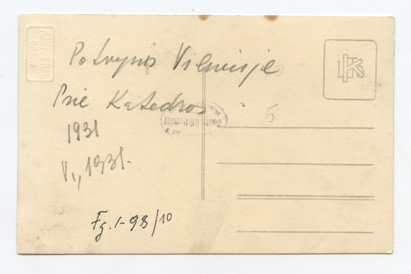 Potvynis Vilniuje
Prie Katedros
1931
V., 1931.
5
Fg. 1-98/10